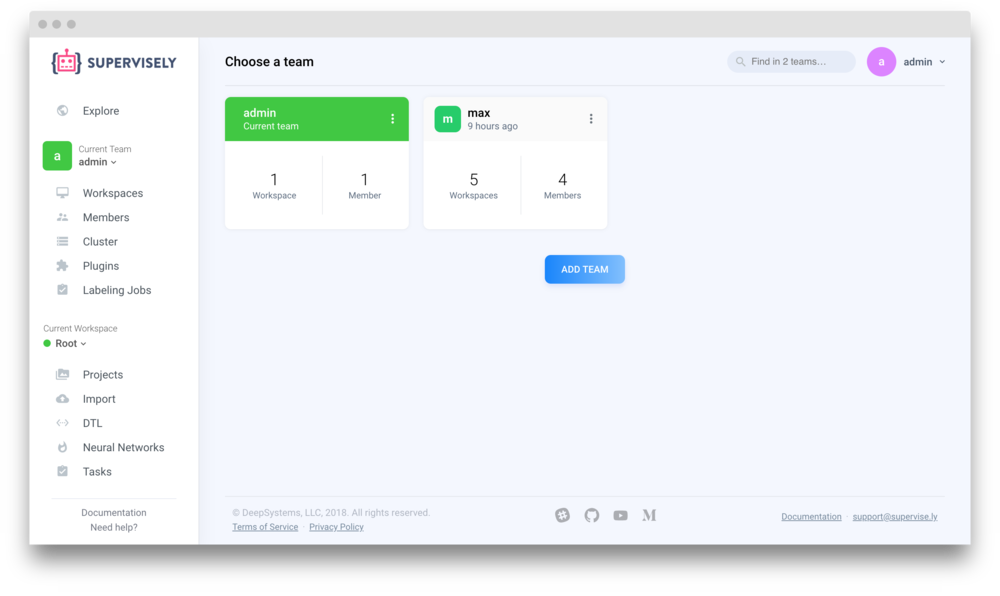 SUPERVISELY
Choose a team
Find in 2 teams...
a
admin
Explore
a
Current Team
admin
Workspaces
Members
Cluster
Plugins
Labeling Jobs
Current Workspace
Root
Projects
Import
DTL
Neural Networks
Tasks
Documentation
Need help?
admin
Current team
1
Workspace
1
Member
m
max
9 hours ago
5
Workspaces
4
Members
ADD TEAM
© DeepSystems, LLC, 2018. All rights reserved.
Terms of Service · Privacy Policy
M
Documentation · support@supervise.ly